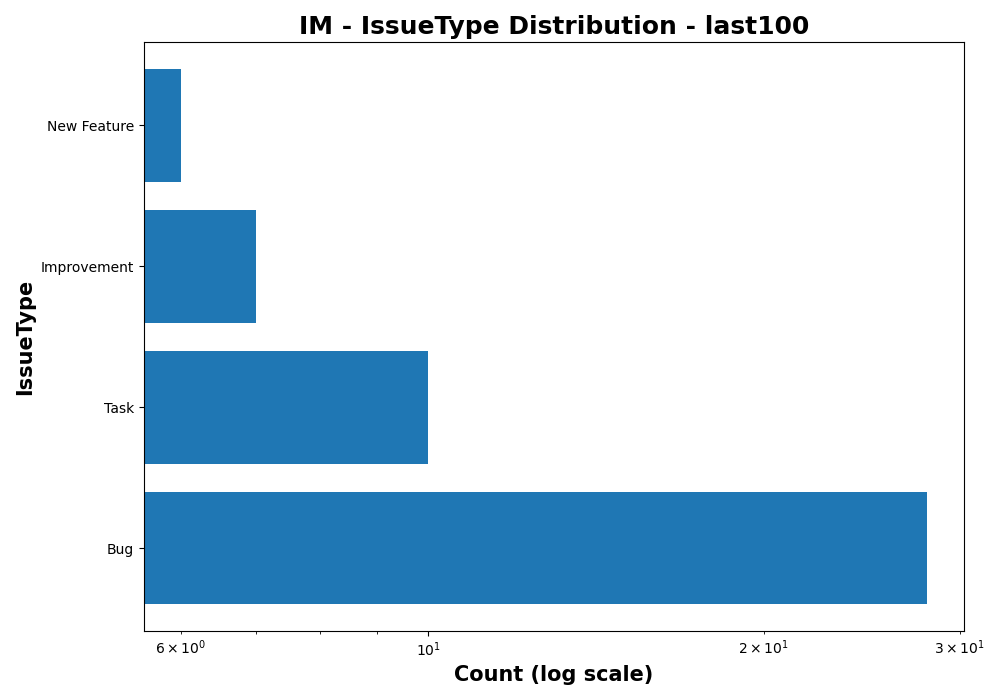 IM - IssueType Distribution - last100
IssueType
New Feature
Improvement
Task
Bug
6 × 10⁰
10¹
2 × 10¹
3 × 10¹
Count (log scale)